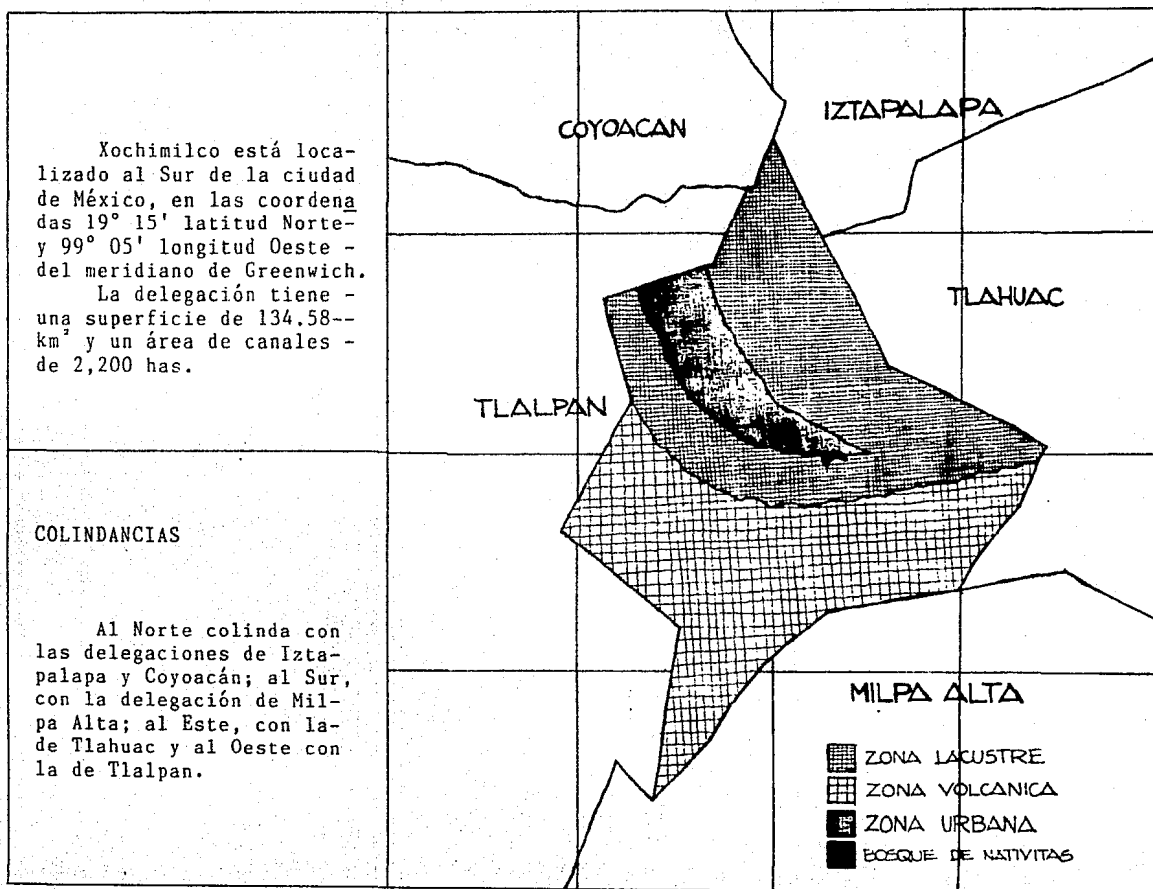 Xochimilco está loca-
lizado al Sur de la ciudad
de México, en las coordena
das 19° 15' latitud Norte-
y 99° 05' longitud Oeste -
del meridiano de Greenwich.
La delegación tiene -
una superficie de 134.58--
km² y un área de canales -
de 2,200 has.
COLINDANCIAS
Al Norte colinda con
las delegaciones de Izta-
palapa y Coyoacán; al Sur,
con la delegación de Mil-
pa Alta; al Este, con la-
de Tlahuac y al Oeste con
la de Tlalpan.
COYOACAN
IZTAPALAPA
TLAHUAC
TLALPAN
MILPA ALTA
ZONA LACUSTRE
ZONA VOLCANICA
ZONA URBANA
BOSQUE DE NATIVITAS